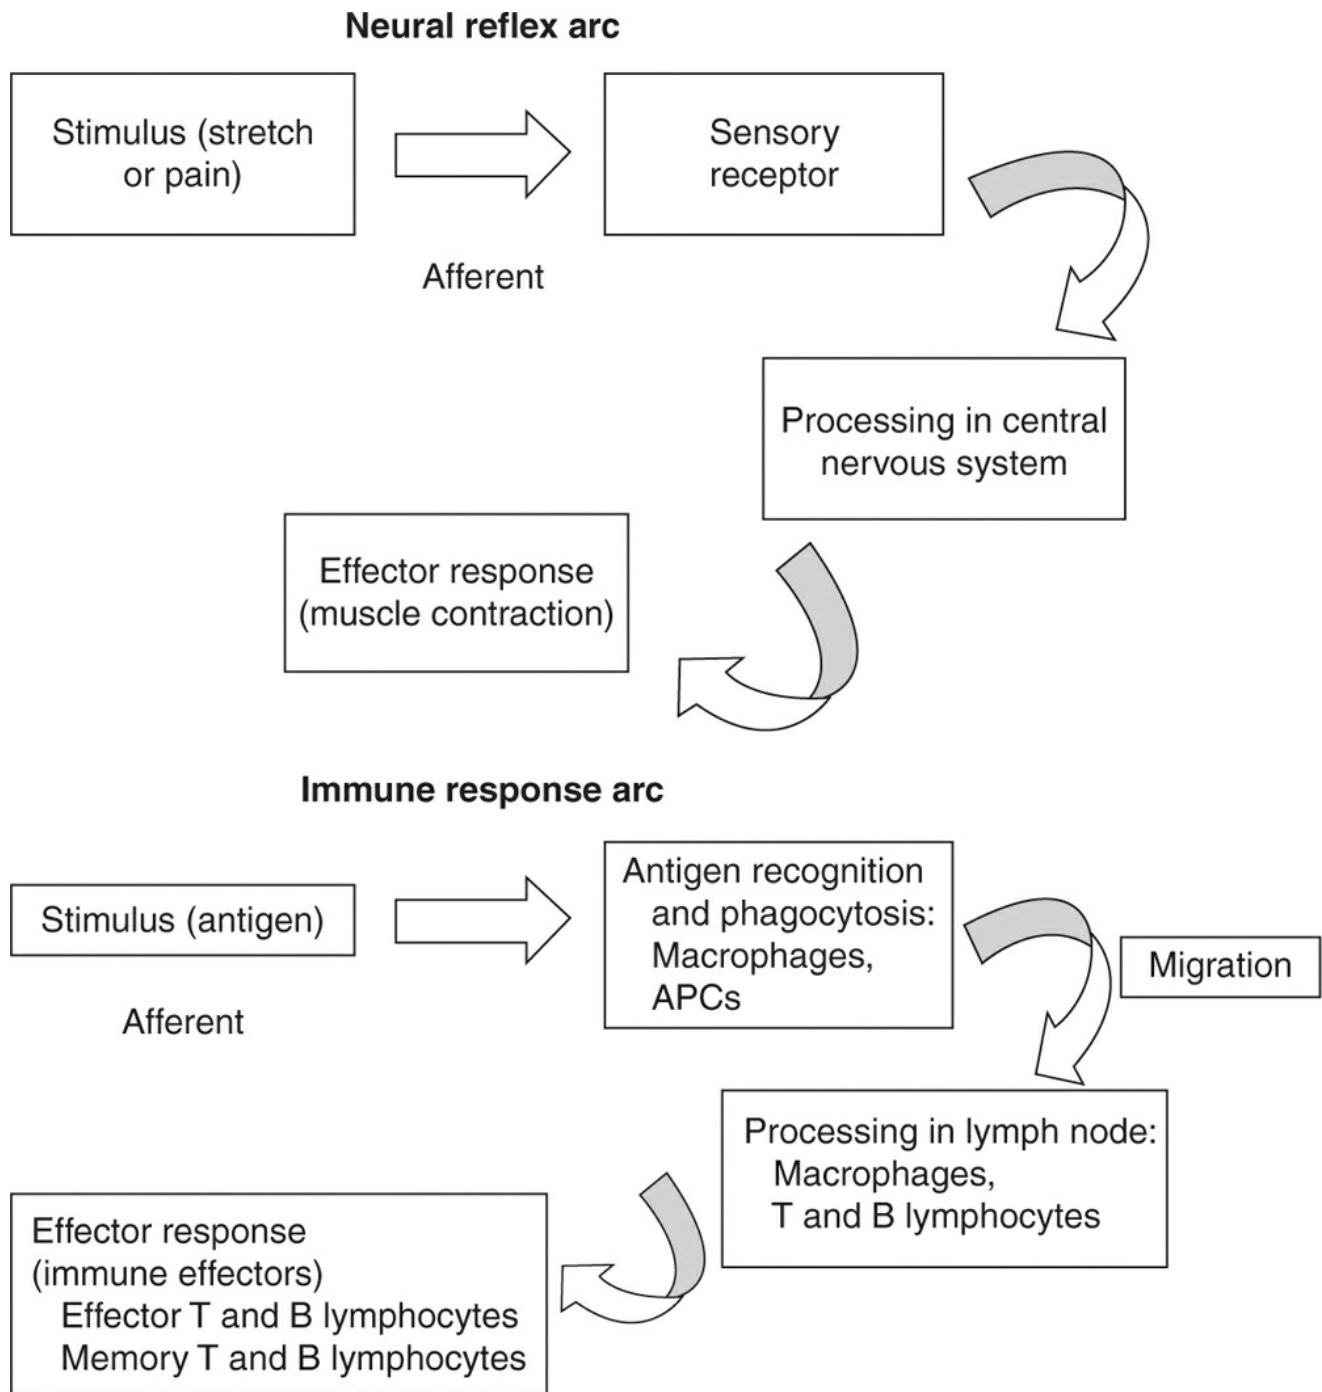 Neural reflex arc
Stimulus (stretch
or pain)
Sensory
receptor
Afferent
Processing in central
nervous system
Effector response
(muscle contraction)
Immune response arc
Stimulus (antigen)
Antigen recognition
and phagocytosis:
Macrophages,
APCs
Migration
Afferent
Processing in lymph node:
Macrophages,
T and B lymphocytes
Effector response
(immune effectors)
Effector T and B lymphocytes
Memory T and B lymphocytes